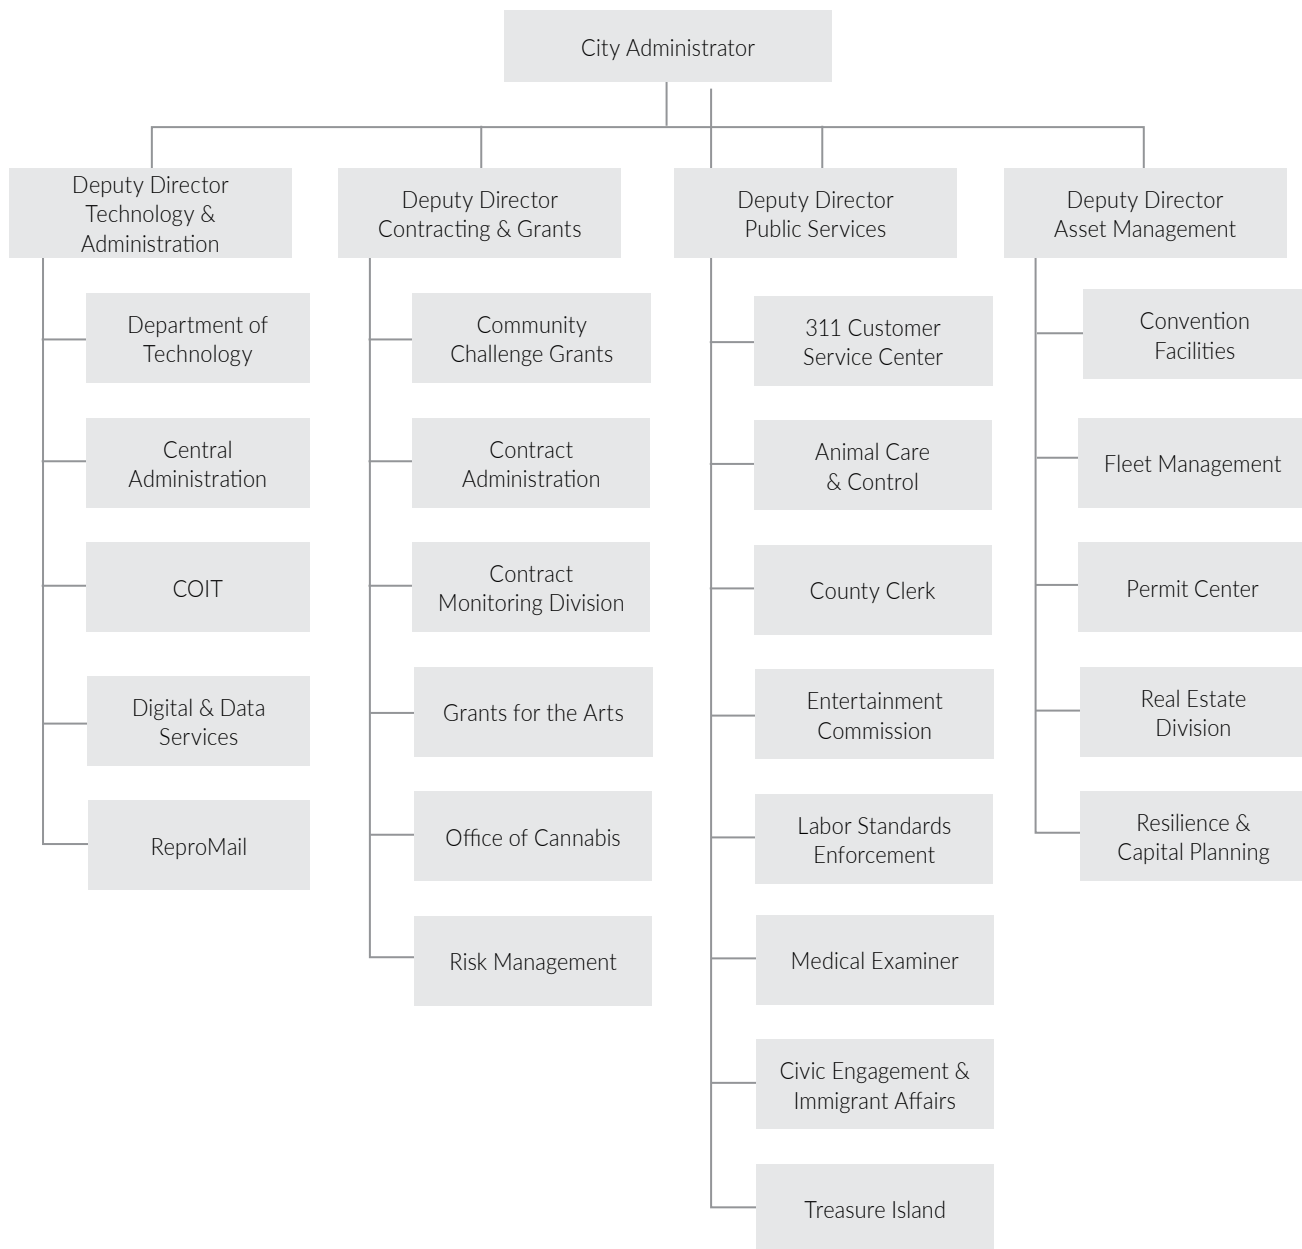 City Administrator
Deputy Director
Technology &
Administration
Department of
Technology
Central
Administration
COIT
Digital & Data
Services
ReproMail
Deputy Director
Contracting & Grants
Community
Challenge Grants
Contract
Administration
Contract
Monitoring Division
Grants for the Arts
Office of Cannabis
Risk Management
Deputy Director
Public Services
311 Customer
Service Center
Animal Care
& Control
County Clerk
Entertainment
Commission
Labor Standards
Enforcement
Medical Examiner
Civic Engagement &
Immigrant Affairs
Treasure Island
Deputy Director
Asset Management
Convention
Facilities
Fleet Management
Permit Center
Real Estate
Division
Resilience &
Capital Planning